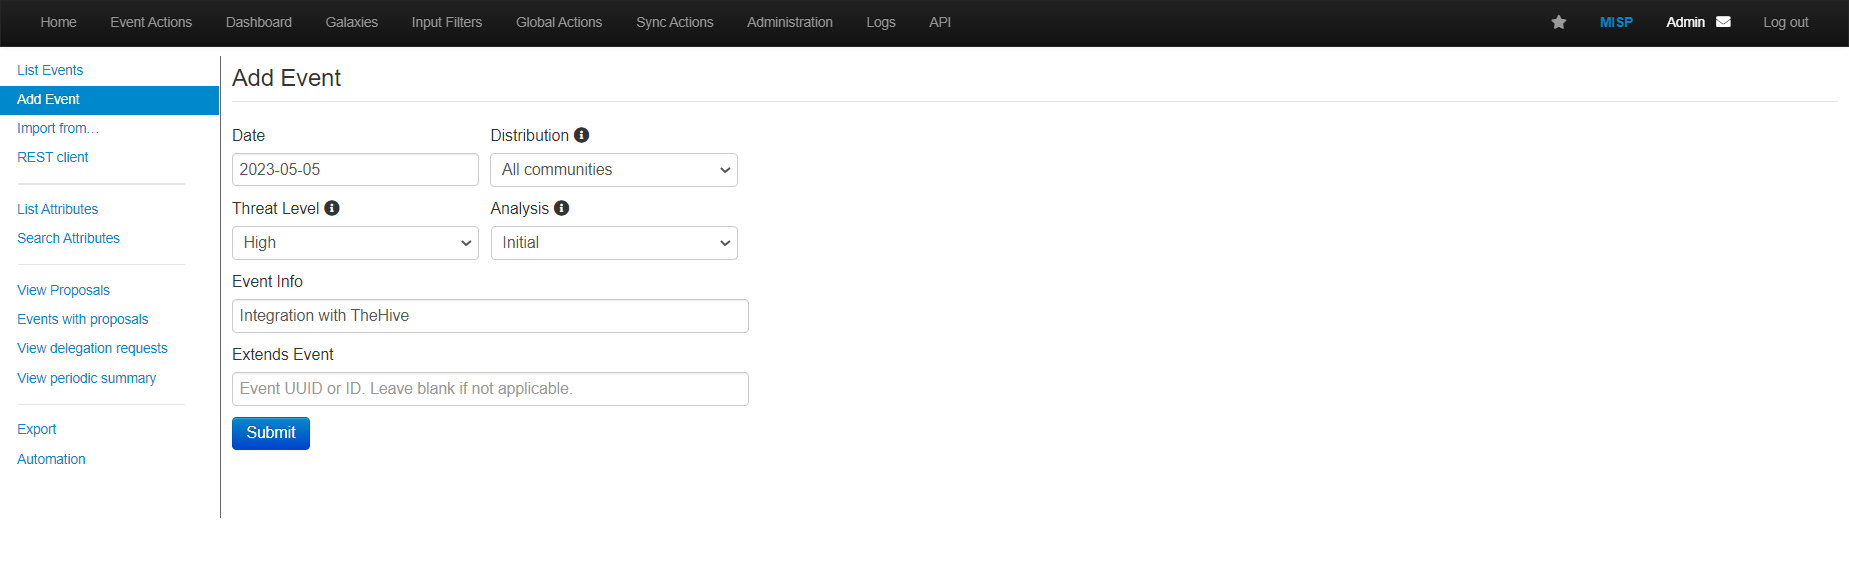 Home Event Actions Dashboard Galaxies Input Filters Global Actions Sync Actions Administration Logs API MISP Admin Log out
List Events
Add Event
Import from...
REST client
List Attributes
Search Attributes
View Proposals
Events with proposals
View delegation requests
View periodic summary
Export
Automation
Add Event
Date Distribution
2023-05-05 All communities
Threat Level Analysis
High Initial
Event Info
Integration with TheHive
Extends Event
Event UUID or ID. Leave blank if not applicable.
Submit